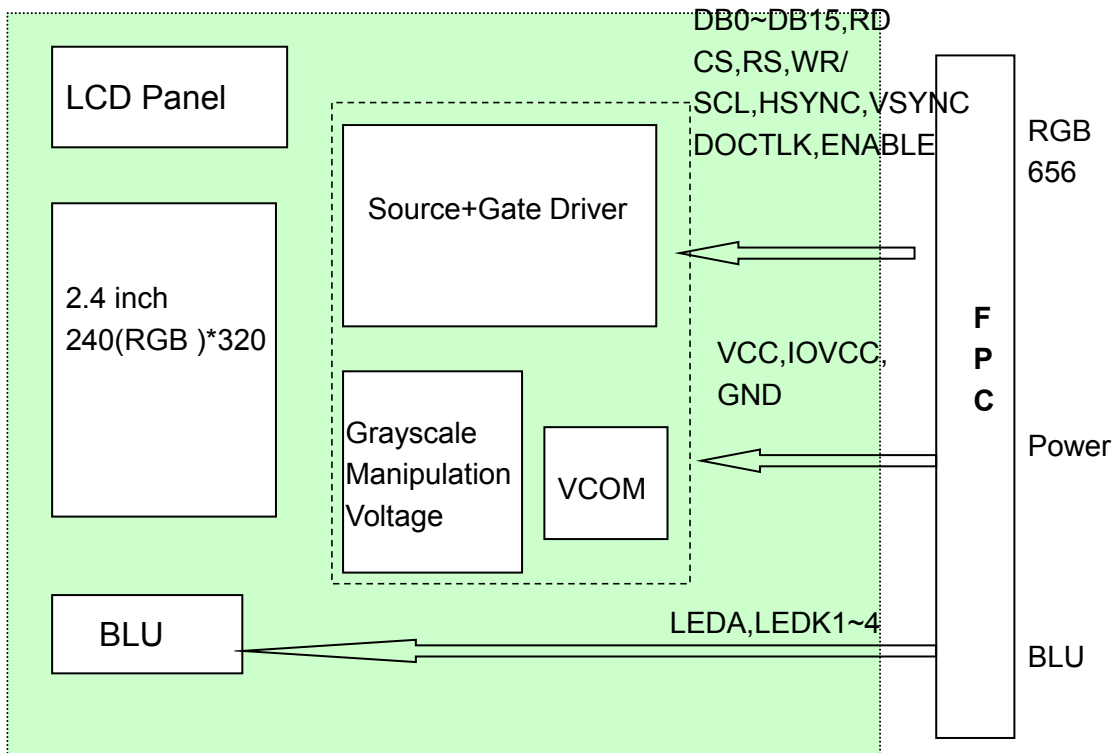 DB0~DB15,RD
CS,RS,WR/
SCL,HSYNC,VSYNC
DOCTLK,ENABLE
LCD Panel
RGB
656
Source+Gate Driver
2.4 inch
240(RGB )*320
F
P
C
VCC,IOVCC,
GND
Grayscale
Manipulation
Voltage
VCOM
Power
LEDA,LEDK1~4
BLU
BLU